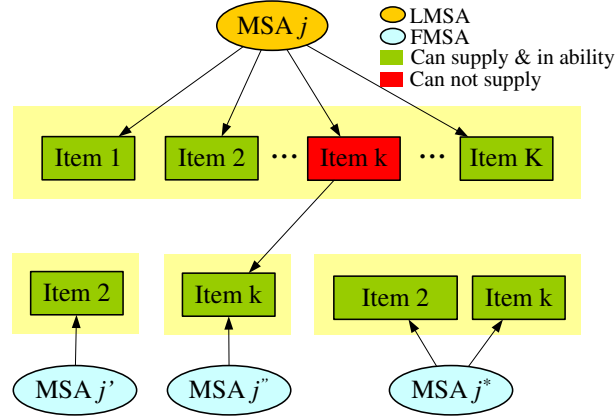 MSA j
LMSA
FMSA
Can supply & in ability
Can not supply
Item 1 Item 2 ... Item k ... Item K
Item 2 Item k Item 2 Item k
MSA j' MSA j" MSA j*